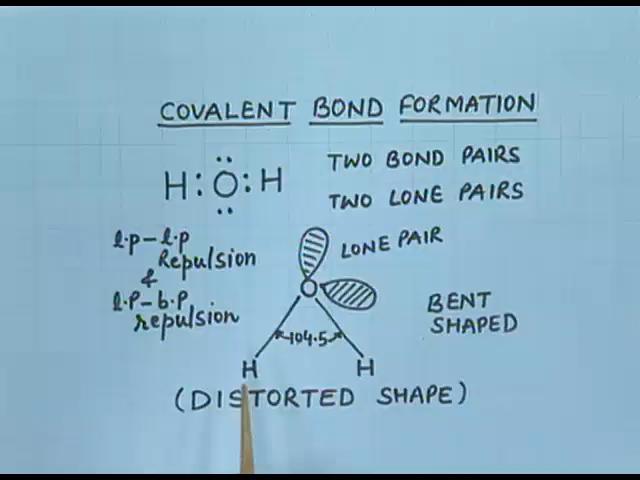 COVALENT BOND FORMATION
H : O : H
TWO BOND PAIRS
TWO LONE PAIRS
l.p-l.p
Repulsion
&
l.p-b.p
repulsion
LONE PAIR
O
BENT
SHAPED
104.5
H H
(DISTORTED SHAPE)